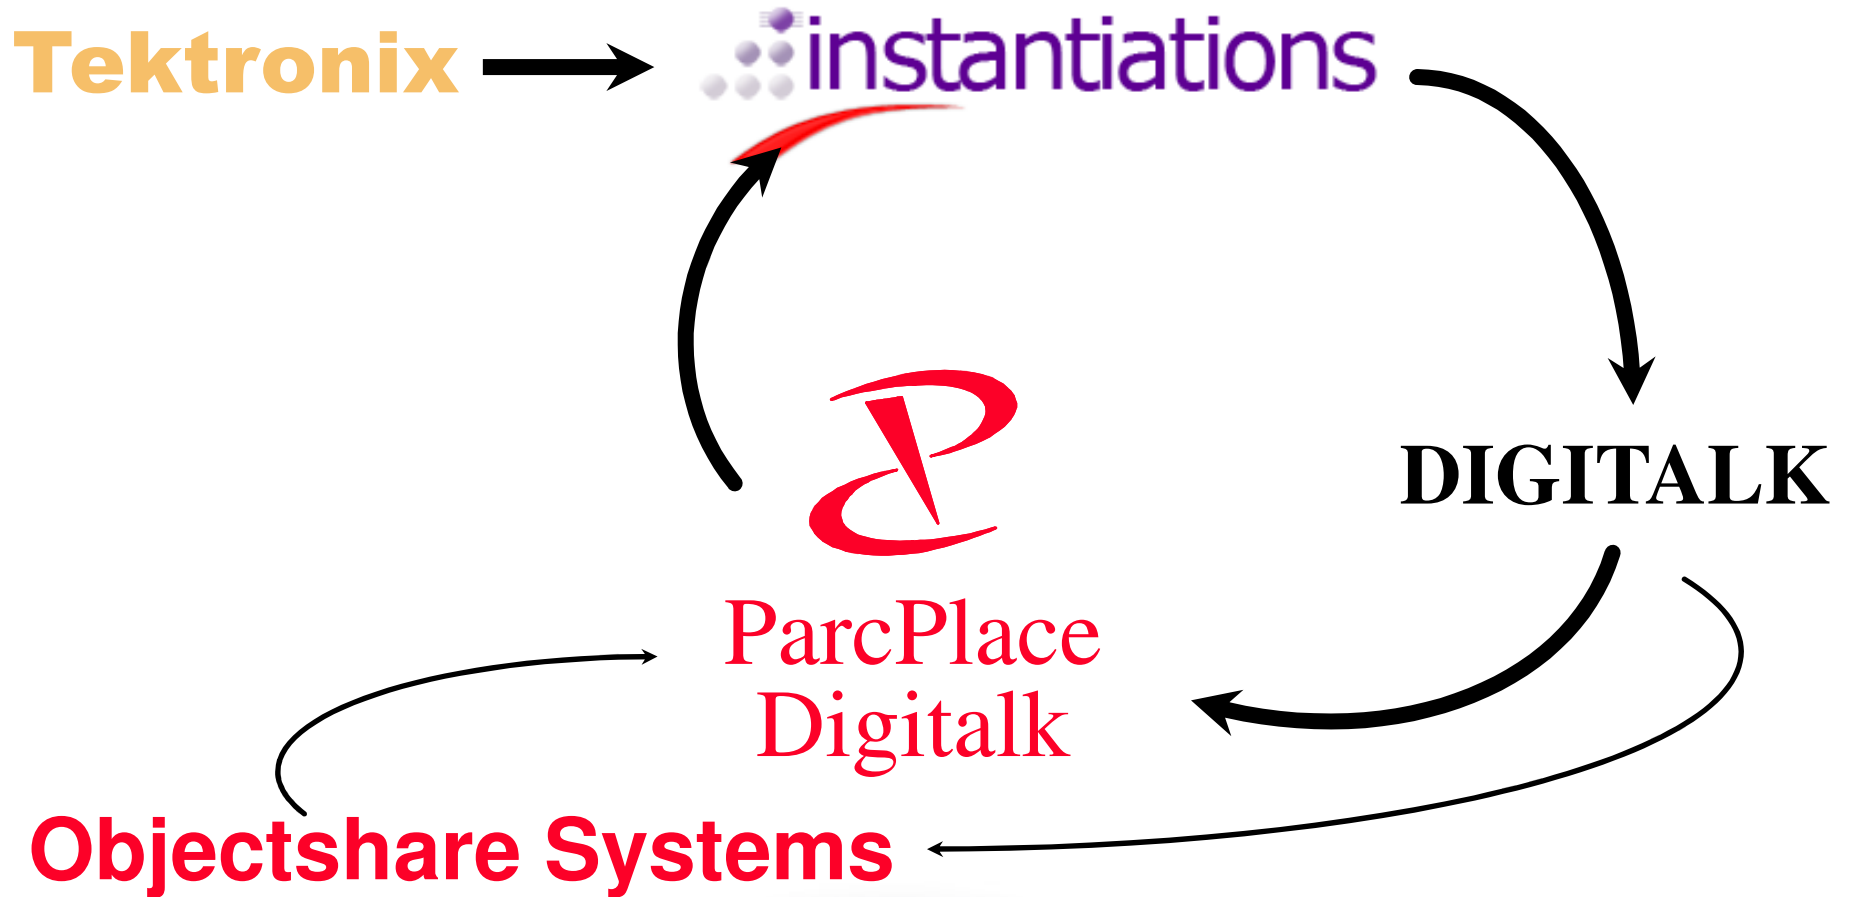 Tektronix
instantiations
DIGITALK
ParcPlace
Digitalk
Objectshare Systems